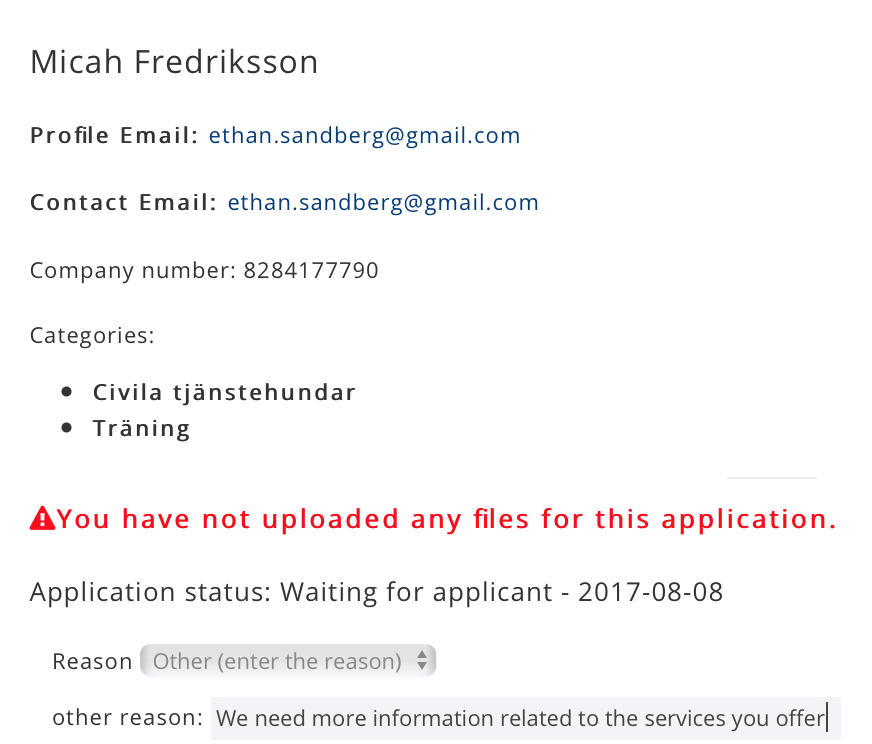 Micah Fredriksson
Profile Email: ethan.sandberg@gmail.com
Contact Email: ethan.sandberg@gmail.com
Company number: 8284177790
Categories:
Civila tjänstehundar
Träning
You have not uploaded any files for this application.
Application status: Waiting for applicant - 2017-08-08
Reason Other (enter the reason)
other reason: We need more information related to the services you offer